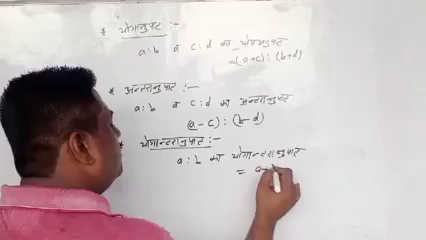 * योगानुपात :-
a:b व c:d का योगानुपात
=(a+c):(b+d)
* अन्तरानुपात :-
a:b व c:d का अन्तरानुपात
(a-c):(b-d)
योगान्तरानुपात :-
a:b का योगान्तरानुपात
= a+